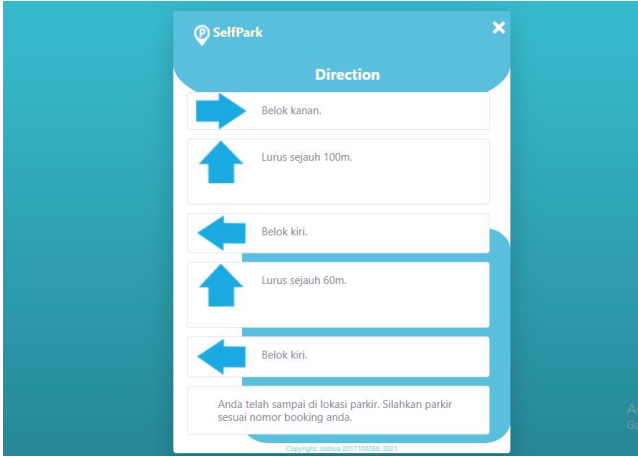 SelfPark
Direction
Belok kanan.
Lurus sejauh 100m.
Belok kiri.
Lurus sejauh 60m.
Belok kiri.
Anda telah sampai di lokasi parkir. Silahkan parkir
sesuai nomor booking anda.
Copyright. Joshua 2017100066, 2021